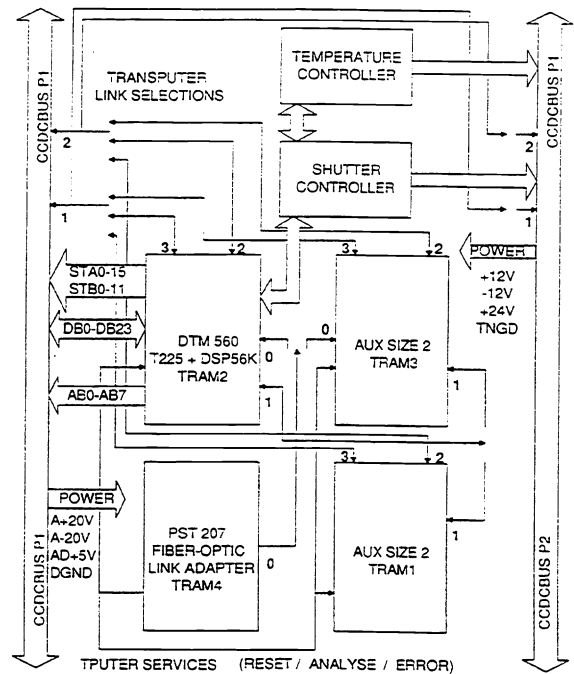 CCDCBUS P1
CCDCBUS P1
TEMPERATURE
CONTROLLER
TRANSPUTER
LINK SELECTIONS
2
2
SHUTTER
CONTROLLER
1
1
3
2
3
2
POWER
+12V
-12V
+24V
TNGD
STA0-15
STB0-11
DB0-DB23
DTM 560
T225 + DSP56K
TRAM2
0
0
AUX SIZE 2
TRAM3
1
1
AB0-AB7
3
2
POWER
A+20V
A-20V
AD+5V
DGND
PST 207
FIBER-OPTIC
LINK ADAPTER
TRAM4
0
AUX SIZE 2
TRAM1
1
CCDCBUS P1
CCDCBUS P2
TPUTER SERVICES (RESET / ANALYSE / ERROR)